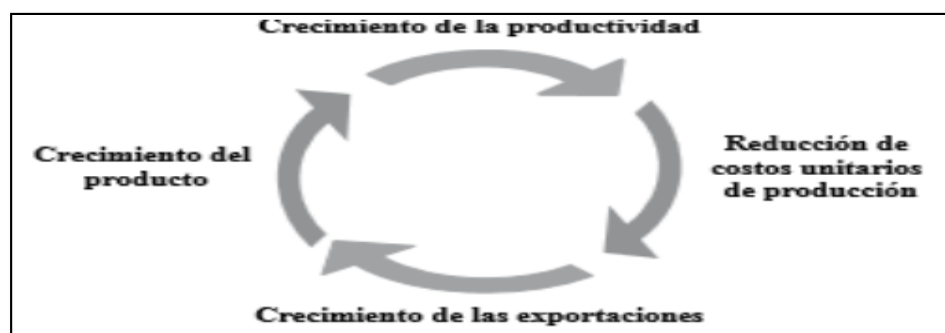 Crecimiento de la productividad
Reducción de
costos unitarios
de producción
Crecimiento de las exportaciones
Crecimiento del
producto